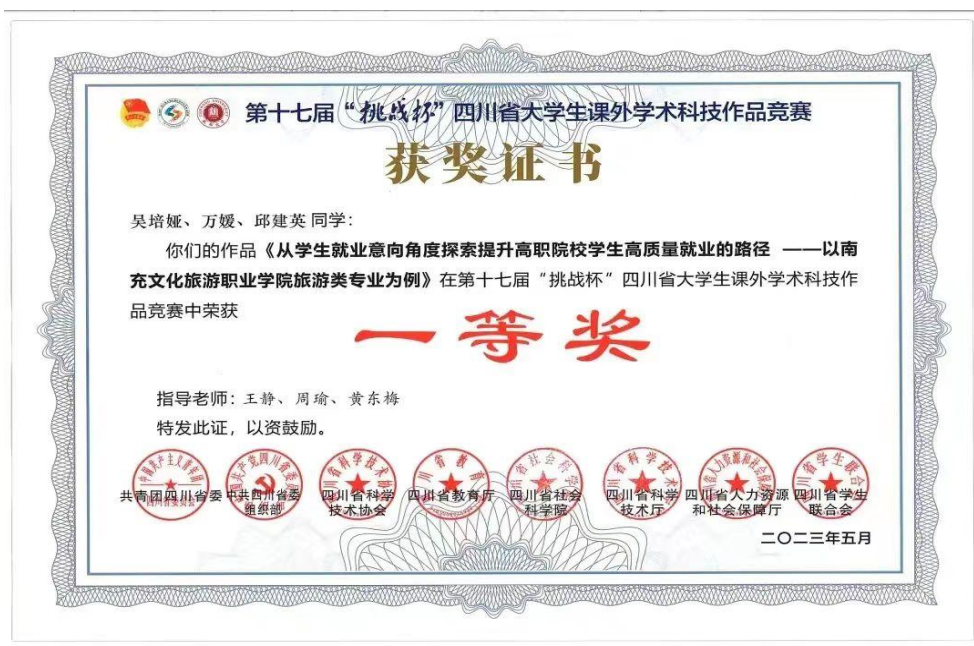 第十七届“挑战杯”四川省大学生课外学术科技作品竞赛
获奖证书
吴培娅、万媛、邱建英同学：
你们的作品《从学生就业意向角度探索提升高职院校学生高质量就业的路径 ——以南
充文化旅游职业学院旅游类专业为例》在第十七届“挑战杯”四川省大学生课外学术科技作
品竞赛中荣获
一等奖
指导老师：王静、周瑜、黄东梅
特发此证，以资鼓励。
共青团四川省委 中共四川省委组织部 四川省科学技术协会 四川省教育厅 四川省社会科学院 四川省科学技术厅 四川省人力资源和社会保障厅 四川省学生联合会
二〇二三年五月